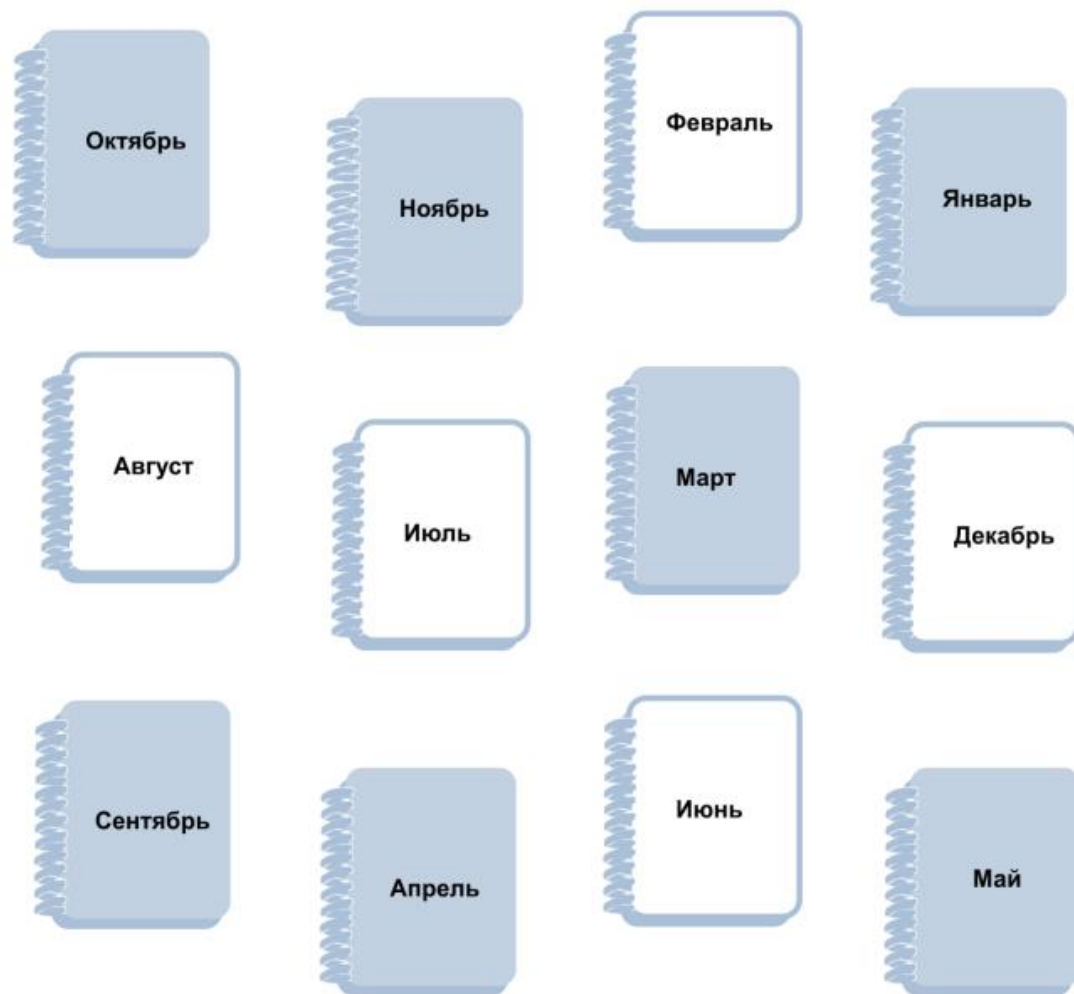 Октябрь
Ноябрь
Февраль
Январь
Август
Июль
Март
Декабрь
Сентябрь
Апрель
Июнь
Май